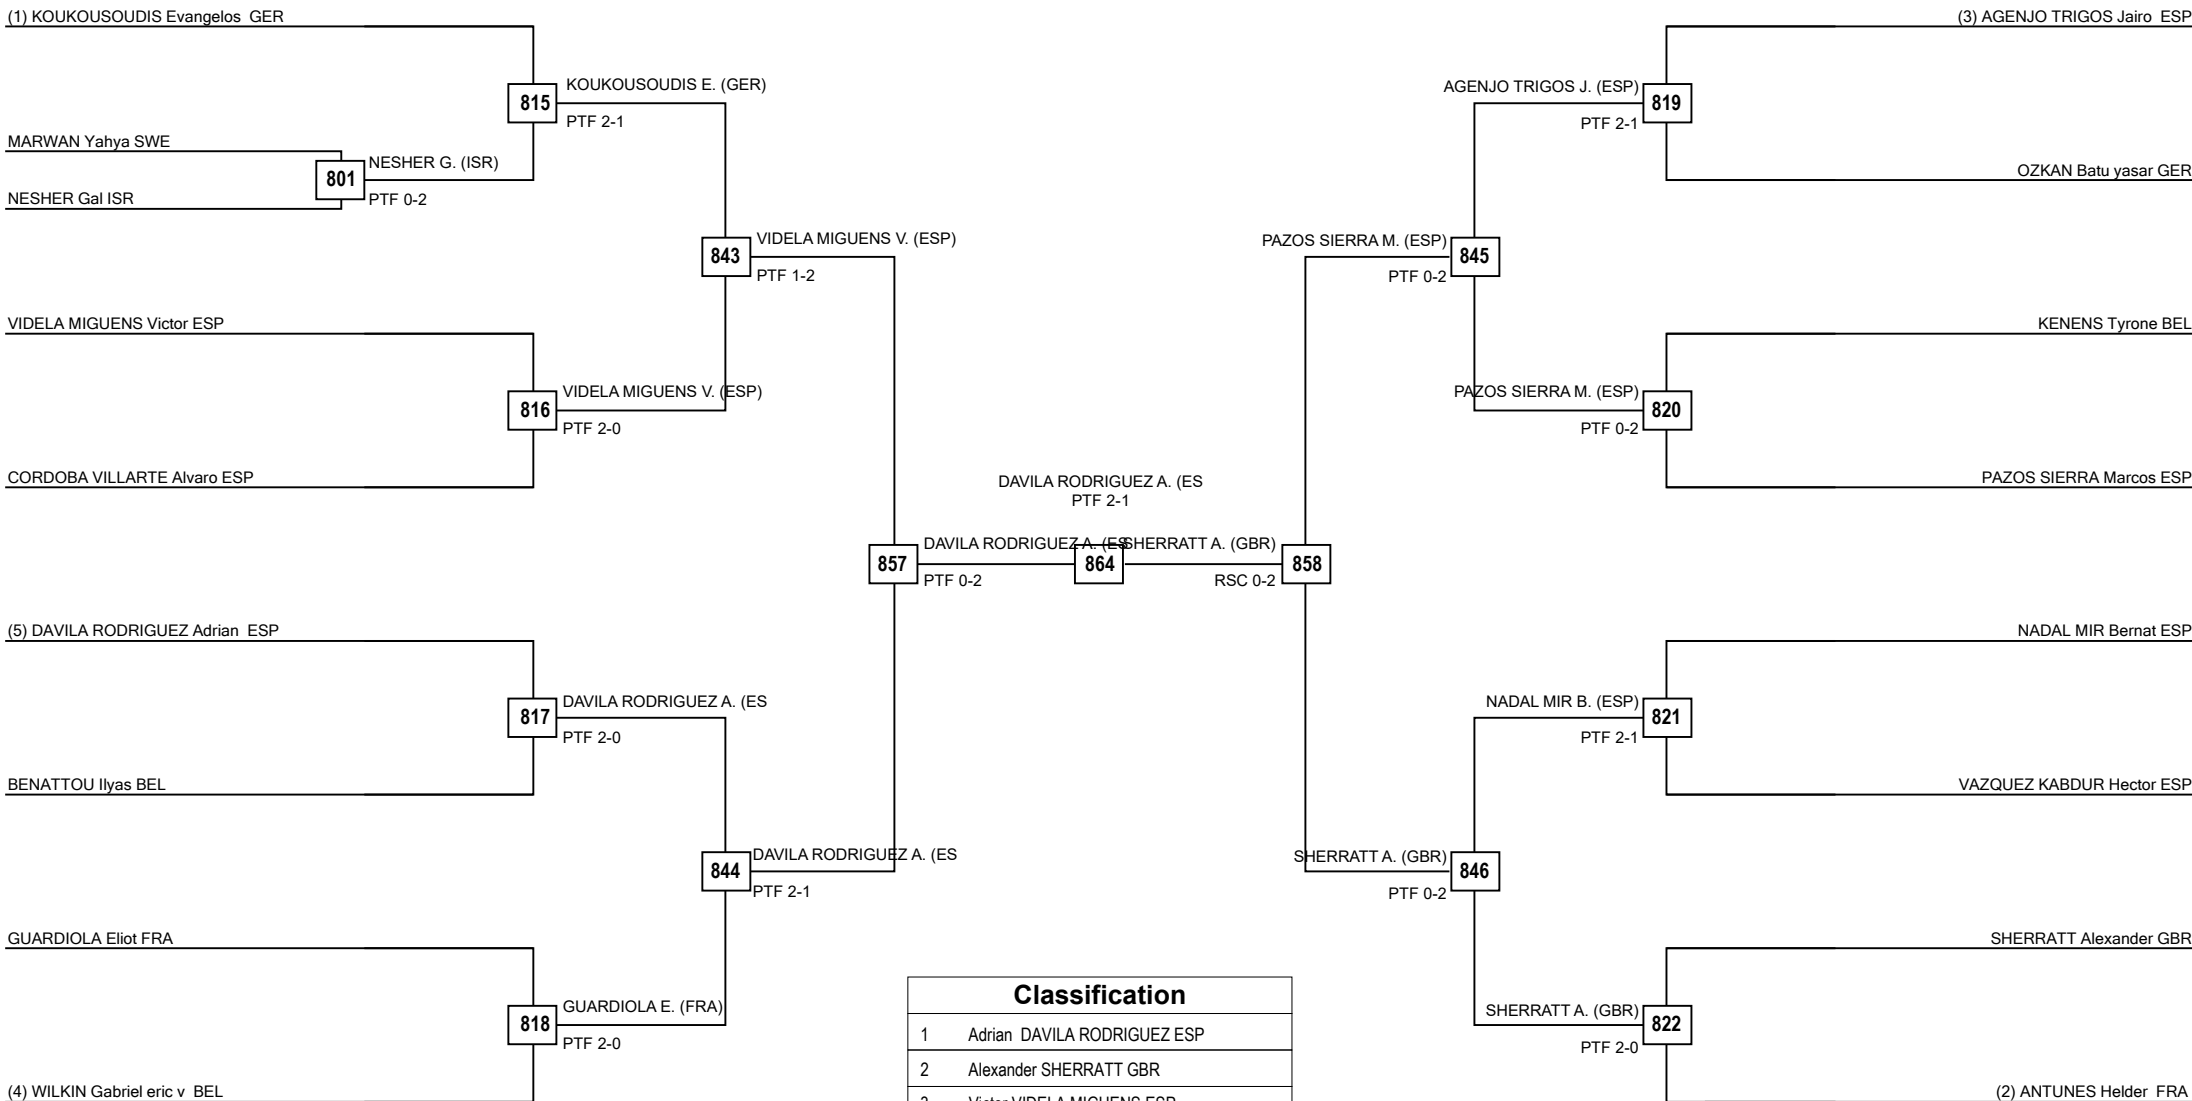 (1) KOUKOUSOUDIS Evangelos GER
(3) AGENJO TRIGOS Jairo ESP
KOUKOUSOUDIS E. (GER)
815
PTF 2-1
AGENJO TRIGOS J. (ESP)
819
PTF 2-1
MARWAN Yahya SWE
801
NESHER G. (ISR)
PTF 0-2
NESHER Gal ISR
OZKAN Batu yasar GER
843
VIDELA MIGUENS V. (ESP)
PTF 1-2
PAZOS SIERRA M. (ESP)
845
PTF 0-2
VIDELA MIGUENS Victor ESP
KENENS Tyrone BEL
816
VIDELA MIGUENS V. (ESP)
PTF 2-0
PAZOS SIERRA M. (ESP)
820
PTF 0-2
CORDOBA VILLARTE Alvaro ESP
PAZOS SIERRA Marcos ESP
DAVILA RODRIGUEZ A. (ES
PTF 2-1
857
DAVILA RODRIGUEZ A. (ES
PTF 0-2
864
SHERRATT A. (GBR)
RSC 0-2
858
(5) DAVILA RODRIGUEZ Adrian ESP
NADAL MIR Bernat ESP
817
DAVILA RODRIGUEZ A. (ES
PTF 2-0
NADAL MIR B. (ESP)
821
PTF 2-1
BENATTOU Ilyas BEL
VAZQUEZ KABDUR Hector ESP
844
DAVILA RODRIGUEZ A. (ES
PTF 2-1
SHERRATT A. (GBR)
846
PTF 0-2
GUARDIOLA Eliot FRA
SHERRATT Alexander GBR
818
GUARDIOLA E. (FRA)
PTF 2-0
SHERRATT A. (GBR)
822
PTF 2-0
(4) WILKIN Gabriel eric v BEL
(2) ANTUNES Helder FRA
Classification
1 Adrian DAVILA RODRIGUEZ ESP
2 Alexander SHERRATT GBR
3 Victor VIDELA MIGUENS ESP